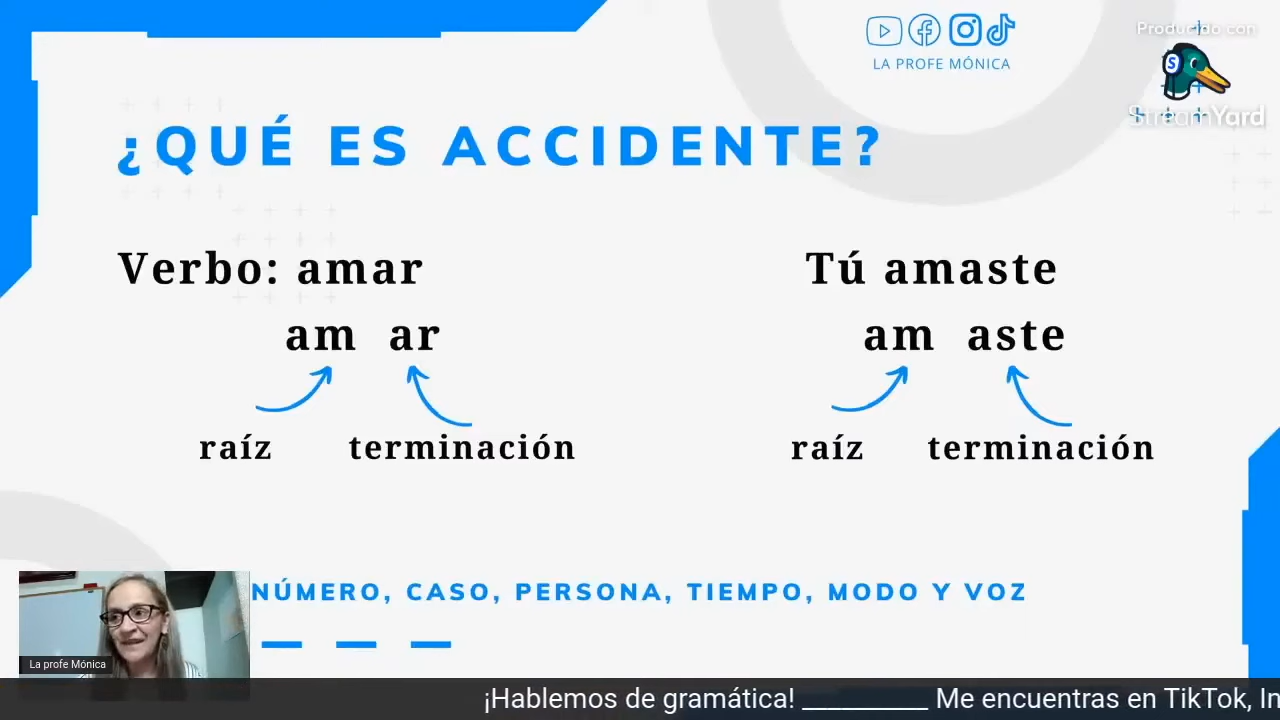 Producido con
StreamYard
LA PROFE MÓNICA
¿QUÉ ES ACCIDENTE?
Verbo: amar
am ar
raíz terminación
Tú amaste
am aste
raíz terminación
NÚMERO, CASO, PERSONA, TIEMPO, MODO Y VOZ
La profe Mónica
¡Hablemos de gramática! __________ Me encuentras en TikTok, In